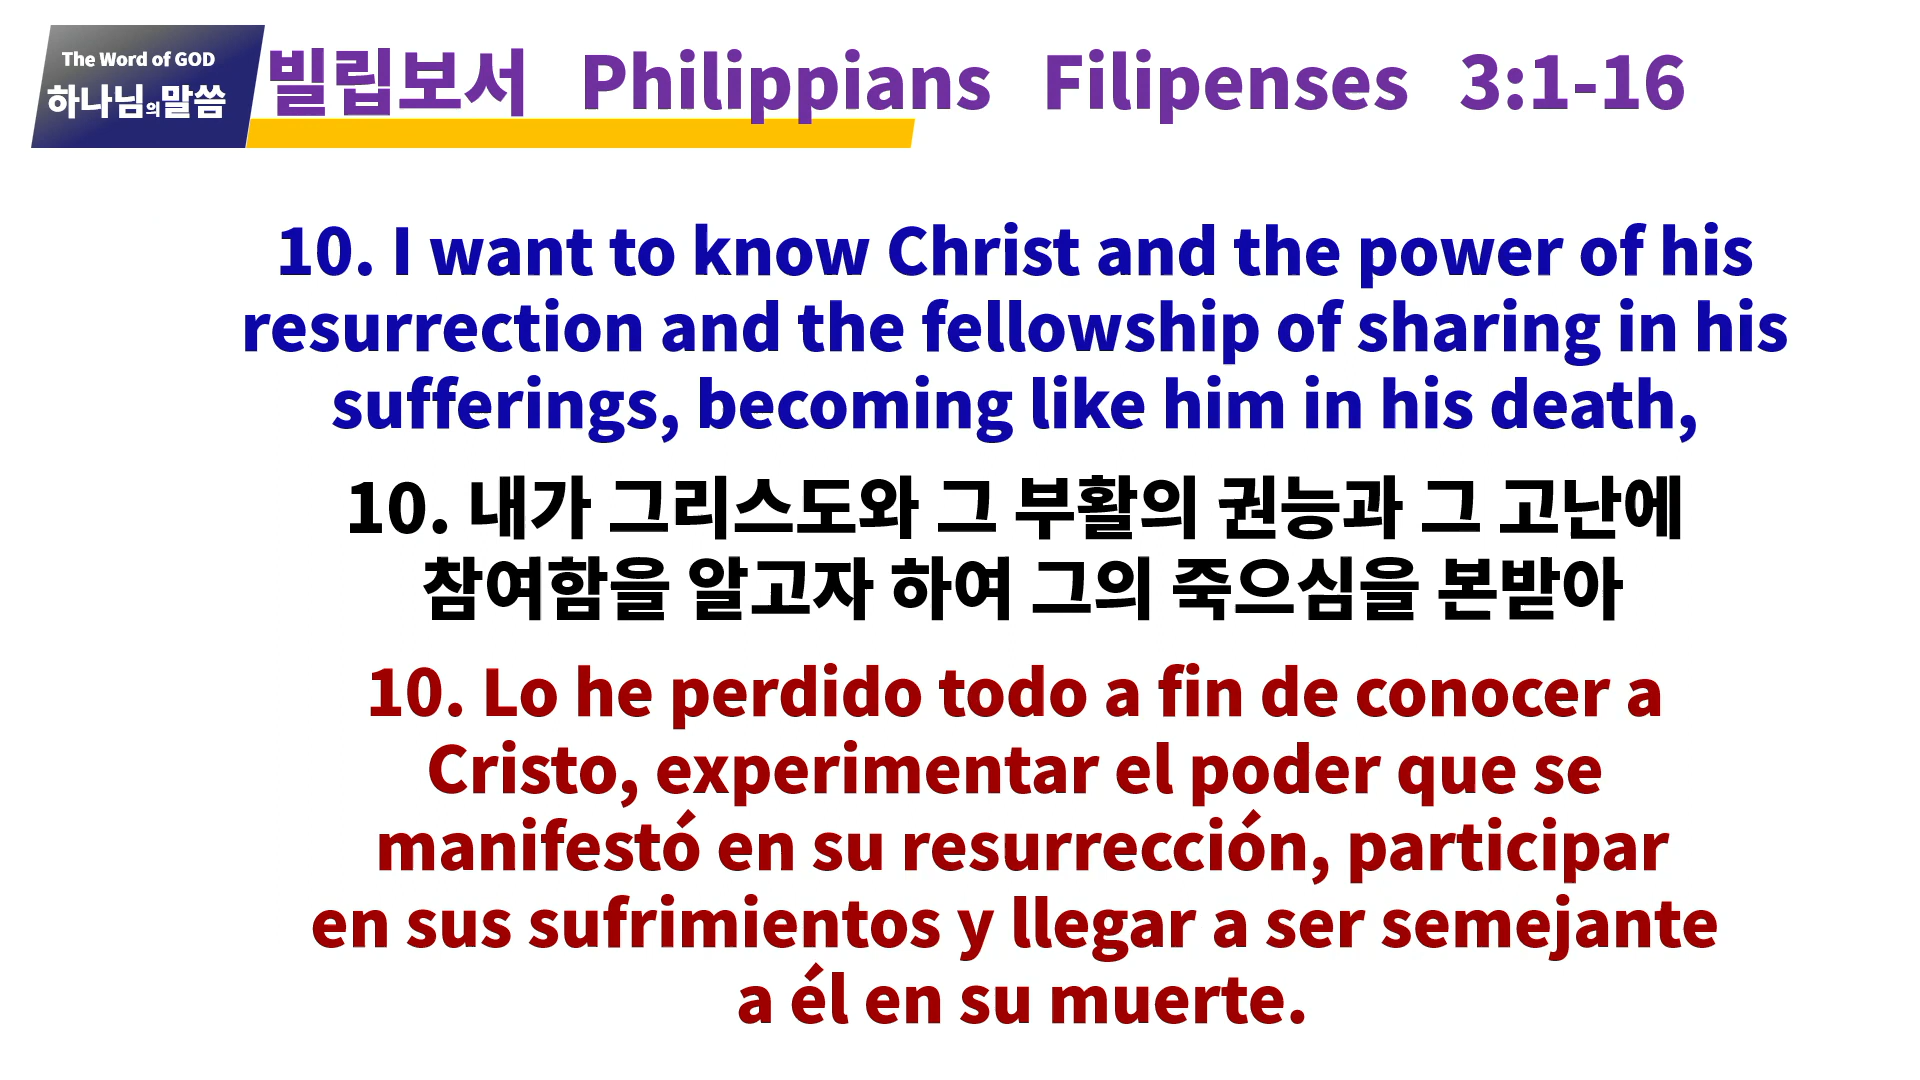 The Word of GOD
하나님의말씀
빌립보서 Philippians Filipenses 3:1-16
10. I want to know Christ and the power of his
resurrection and the fellowship of sharing in his
sufferings, becoming like him in his death,
10. 내가 그리스도와 그 부활의 권능과 그 고난에
참여함을 알고자 하여 그의 죽으심을 본받아
10. Lo he perdido todo a fin de conocer a
Cristo, experimentar el poder que se
manifestó en su resurrección, participar
en sus sufrimientos y llegar a ser semejante
a él en su muerte.